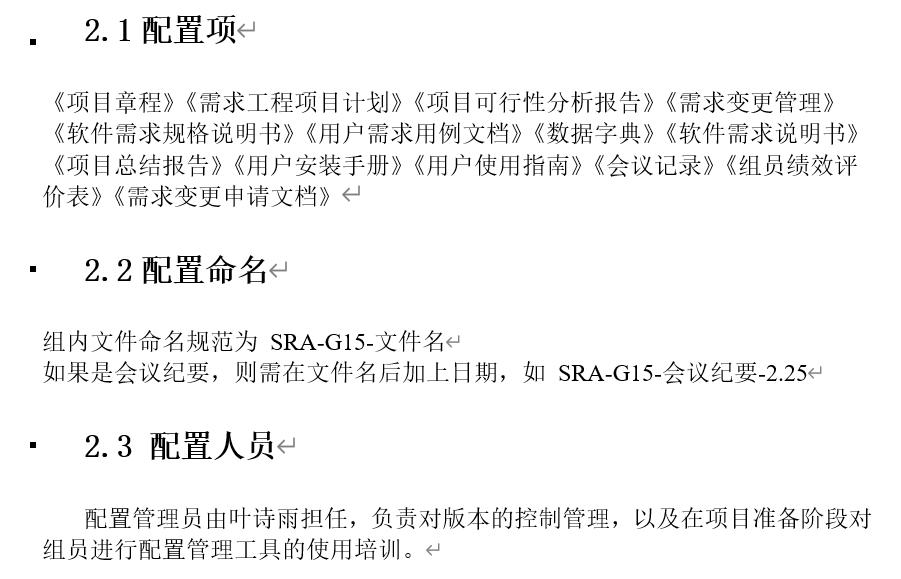 2.1 配置项
《项目章程》《需求工程项目计划》《项目可行性分析报告》《需求变更管理》
《软件需求规格说明书》《用户需求用例文档》《数据字典》《软件需求说明书》
《项目总结报告》《用户安装手册》《用户使用指南》《会议记录》《组员绩效评
价表》《需求变更申请文档》
2.2 配置命名
组内文件命名规范为 SRA-G15-文件名
如果是会议纪要，则需在文件名后加上日期，如 SRA-G15-会议纪要-2.25
2.3 配置人员
配置管理员由叶诗雨担任，负责对版本的控制管理，以及在项目准备阶段对
组员进行配置管理工具的使用培训。